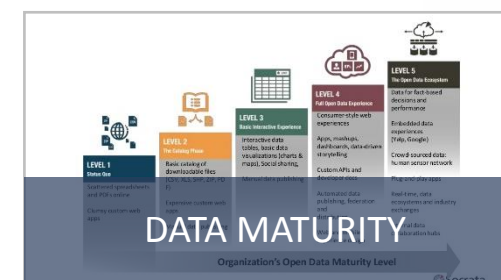 LEVEL 1
Status Quo
Scattered spreadsheets
and PDFs online
Clumsy custom web
apps
LEVEL 2
The Catalog Phase
Basic catalog of
downloadable files
Expensive custom web
LEVEL 3
Basic Interactive Experience
Interactive data
tables, basic data
visualizations (charts &
maps), Social sharing,
Manual data publishing
LEVEL 4
Full Open Data Experience
Consumer-style web
experiences
Apps, mashups,
dashboards, data-driven
storytelling
Custom APIs and
developer sites
Automated data
publishing, federation
and
LEVEL 5
The Open Data Ecosystem
Data for fact-based
decisions and
performance
Embedded data
experiences
(Yelp, Google)
Crowd-sourced data:
human sensor network
Plug and play apps
Real-time, data
ecosystems and industry
exchanges
DATA MATURITY
Organization's Open Data Maturity Level
Socrata